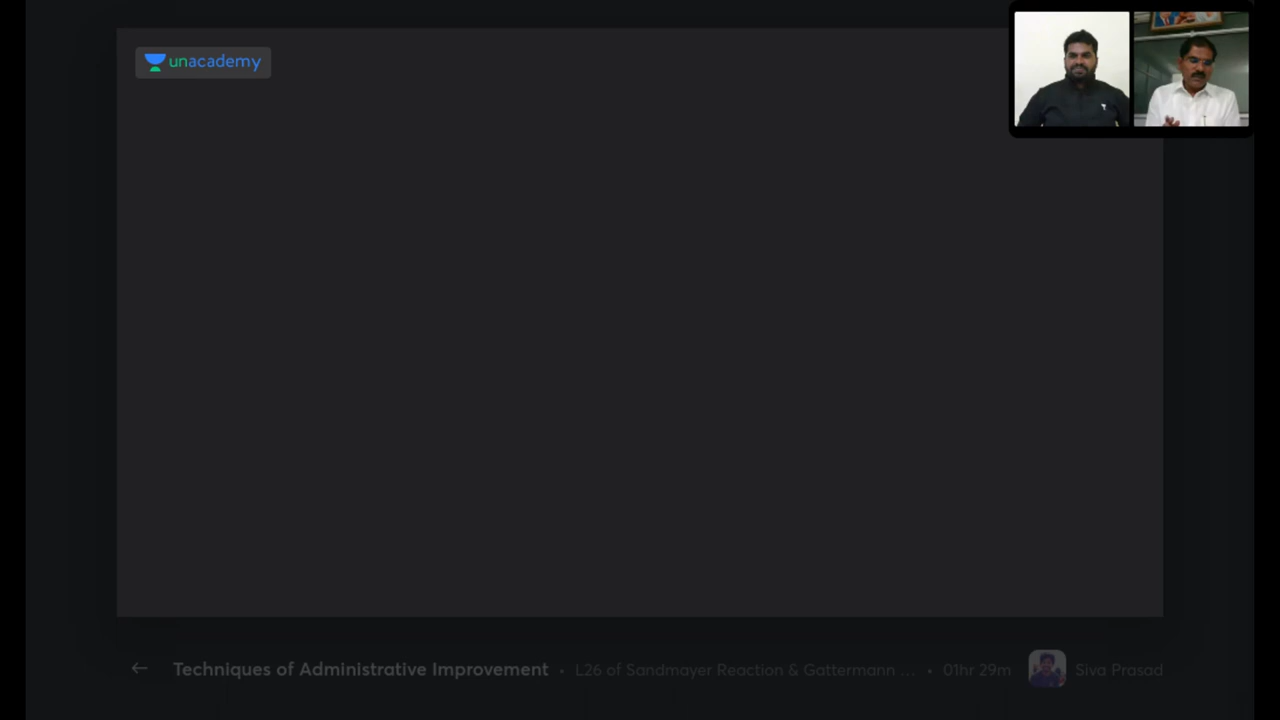 unacademy
Techniques of Administrative Improvement • L26 of Sandmayer Reaction & Gattermann ... • 01hr 29m Siva Prasad